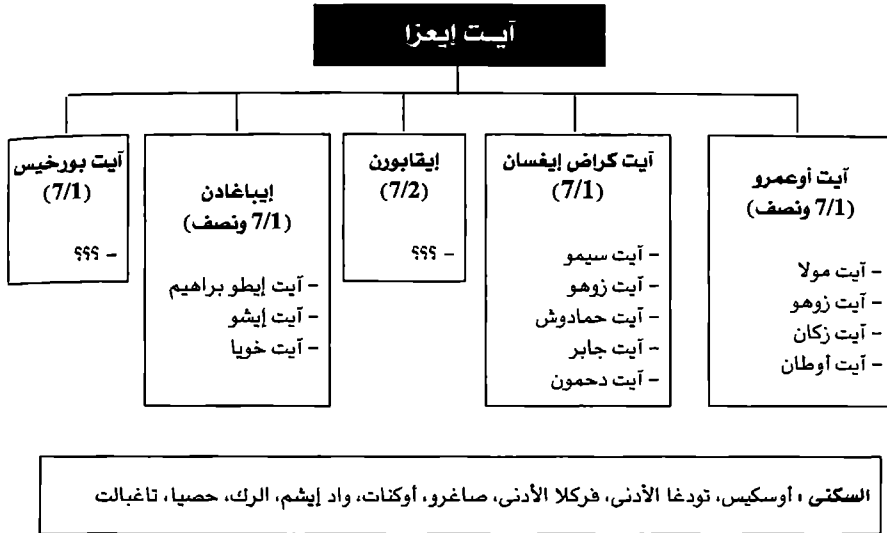 آيــت إيعزا
آيت أوعمرو
(7/1 ونصف)
– آيت مولا
– آيت زوهو
– آيت زكان
– آيت أوطان
آيت كراض إيغسان
(7/1)
– آيت سيمو
– آيت زوهو
– آيت حمادوش
– آيت جابر
– آيت دحمون
إيقابورن
(7/2)
– ؟؟؟
إيباغادن
(7/1 ونصف)
– آيت إيطو براهيم
– آيت إيشو
– آيت خويا
آيت بورخيس
(7/1)
– ؟؟؟
السكنى : أوسكيس، تودغا الأدنى، فركلا الأدنى، صاغرو، أوكنات، واد إيشم، الرك، حصيا، تاغبالت